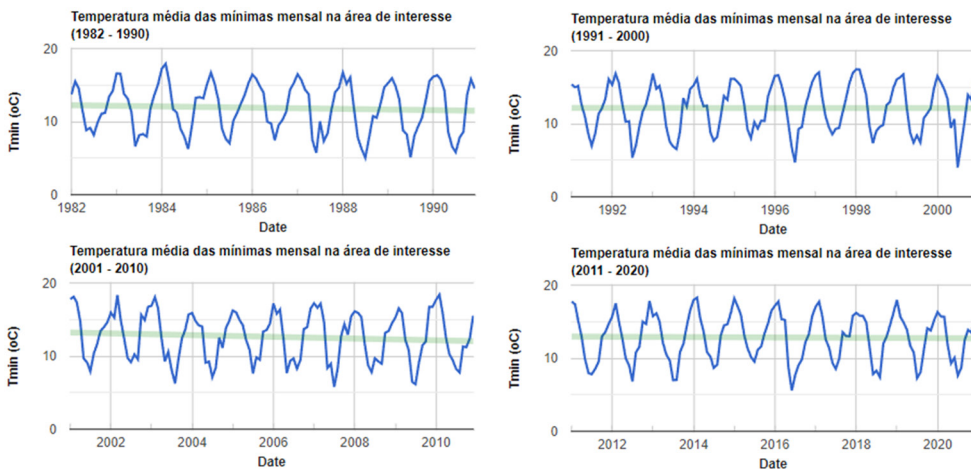 Temperatura média das mínimas mensal na área de interesse
(1982 - 1990)
20
10
0
Tmin (oC)
1982
1984
1986
1988
1990
Date
Temperatura média das mínimas mensal na área de interesse
(1991 - 2000)
20
10
0
Tmin (oC)
1992
1994
1996
1998
2000
Date
Temperatura média das mínimas mensal na área de interesse
(2001 - 2010)
20
10
0
Tmin (oC)
2002
2004
2006
2008
2010
Date
Temperatura média das mínimas mensal na área de interesse
(2011 - 2020)
20
10
0
Tmin (oC)
2012
2014
2016
2018
2020
Date